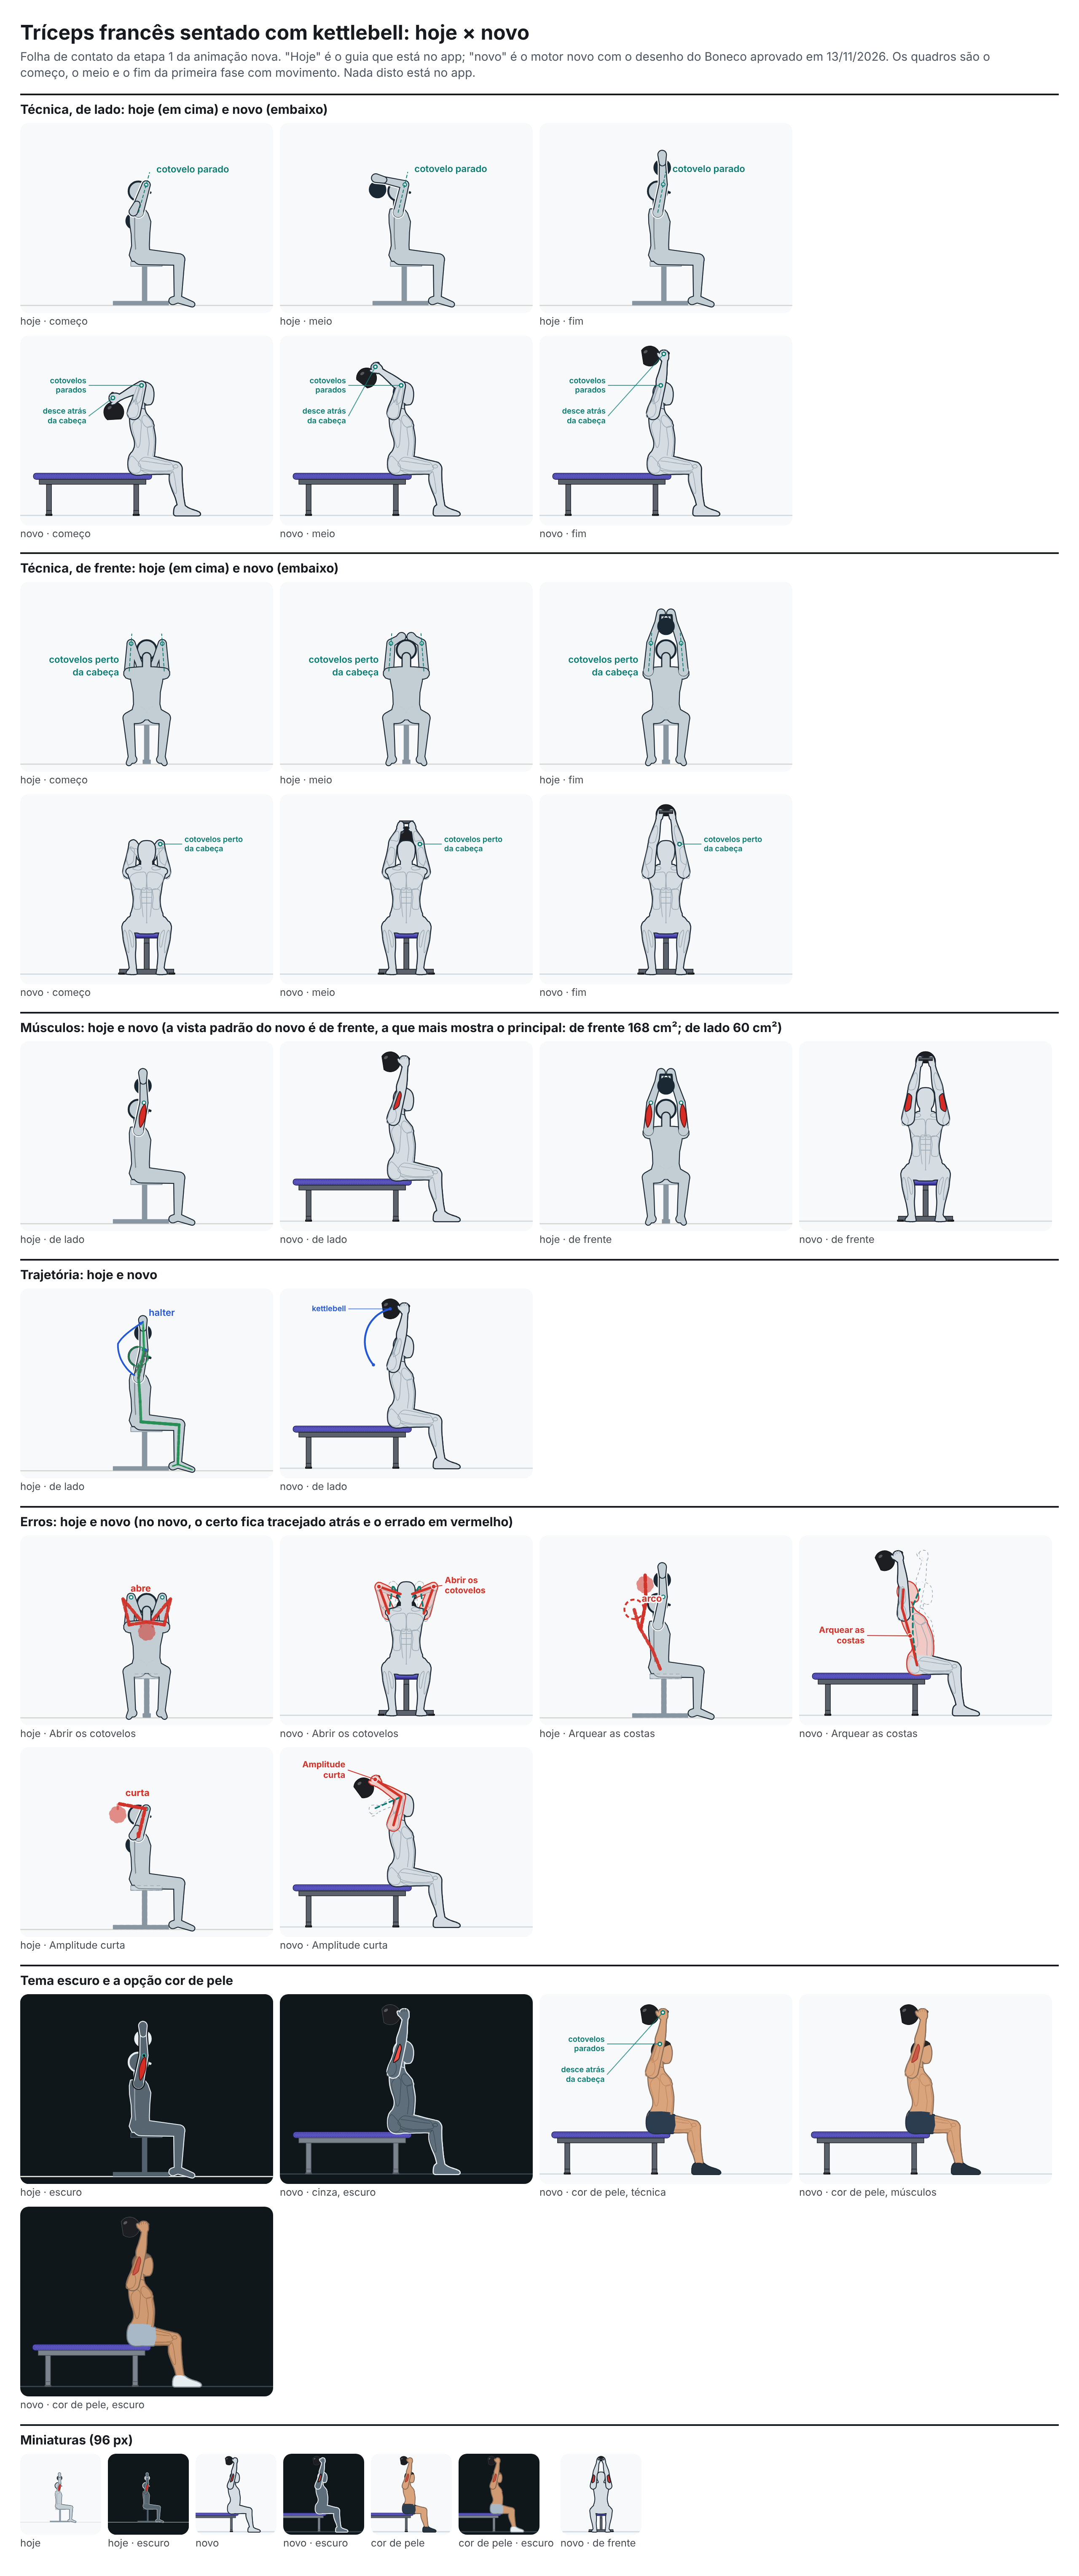 Tríceps francês sentado com kettlebell: hoje × novo
Folha de contato da etapa 1 da animação nova. "Hoje" é o guia que está no app; "novo" é o motor novo com o desenho do Boneco aprovado em 13/11/2026. Os quadros são o
começo, o meio e o fim da primeira fase com movimento. Nada disto está no app.
Técnica, de lado: hoje (em cima) e novo (embaixo)
cotovelo parado
cotovelo parado
cotovelo parado
hoje · começo
hoje · meio
hoje · fim
cotovelos
parados
desce atrás
da cabeça
cotovelos
parados
desce atrás
da cabeça
cotovelos
parados
desce atrás
da cabeça
novo · começo
novo · meio
novo · fim
Técnica, de frente: hoje (em cima) e novo (embaixo)
cotovelos perto
da cabeça
cotovelos perto
da cabeça
cotovelos perto
da cabeça
hoje · começo
hoje · meio
hoje · fim
cotovelos perto
da cabeça
cotovelos perto
da cabeça
cotovelos perto
da cabeça
novo · começo
novo · meio
novo · fim
Músculos: hoje e novo (a vista padrão do novo é de frente, a que mais mostra o principal: de frente 168 cm²; de lado 60 cm²)
hoje · de lado
novo · de lado
hoje · de frente
novo · de frente
Trajetória: hoje e novo
halter
kettlebell
hoje · de lado
novo · de lado
Erros: hoje e novo (no novo, o certo fica tracejado atrás e o errado em vermelho)
abre
Abrir os
cotovelos
arco
Arquear as
costas
hoje · Abrir os cotovelos
novo · Abrir os cotovelos
hoje · Arquear as costas
novo · Arquear as costas
curta
Amplitude
curta
hoje · Amplitude curta
novo · Amplitude curta
Tema escuro e a opção cor de pele
cotovelos
parados
desce atrás
da cabeça
hoje · escuro
novo · cinza, escuro
novo · cor de pele, técnica
novo · cor de pele, músculos
novo · cor de pele, escuro
Miniaturas (96 px)
hoje
hoje · escuro
novo
novo · escuro
cor de pele
cor de pele · escuro
novo · de frente